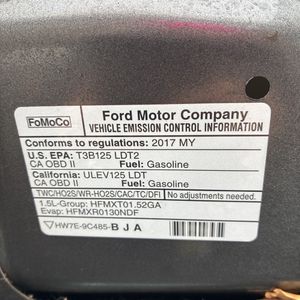 FoMoCo
Ford Motor Company
VEHICLE EMISSION CONTROL INFORMATION
Conforms to regulations: 2017 MY
U.S. EPA: T3B125 LDT2
CA OBD II Fuel: Gasoline
California: ULEV125 LDT
CA OBD II Fuel: Gasoline
TWC/HO2S/WR-HO2S/CAC/TC/DFI No adjustments needed.
1.5L-Group: HFMXT01.52GA
Evap: HFMXR0130NDF
HW7E-9C485-BJA